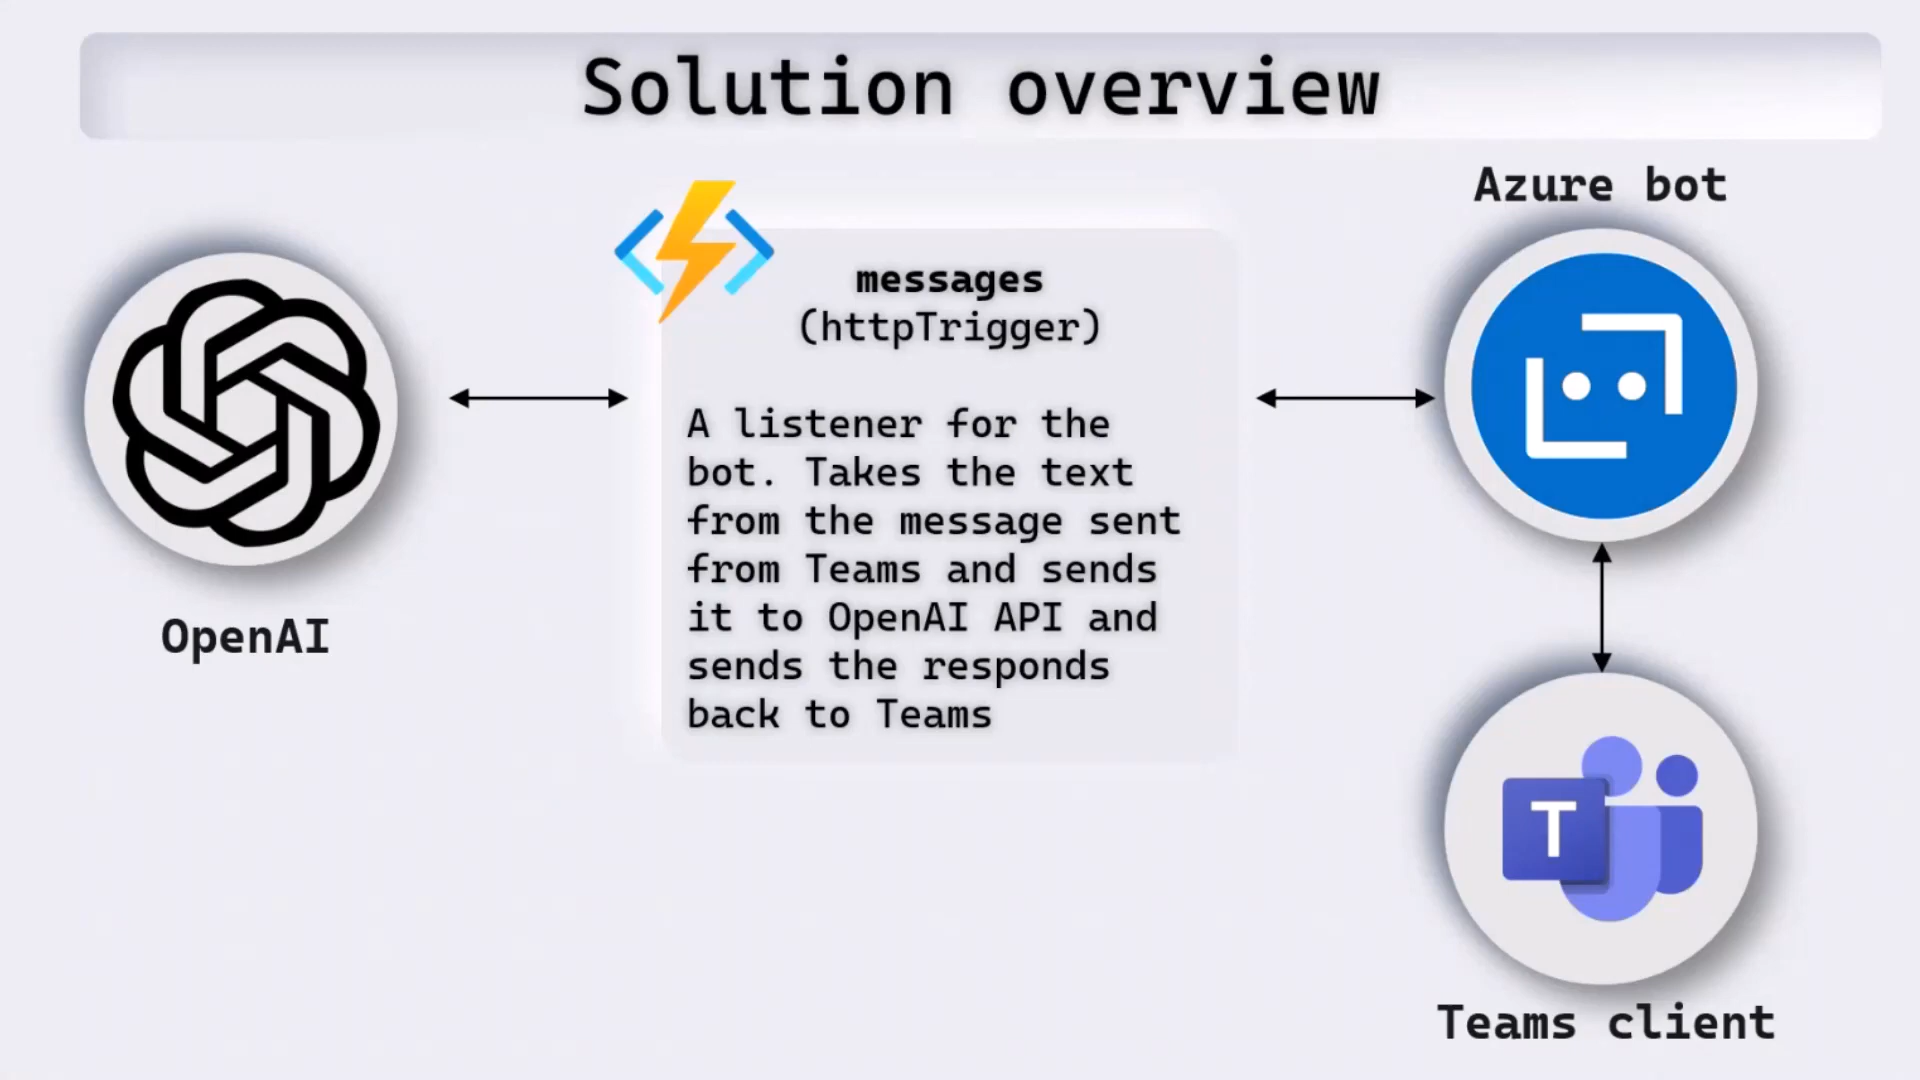 Solution overview
Azure bot
messages
(httpTrigger)
A listener for the
bot. Takes the text
from the message sent
from Teams and sends
it to OpenAI API and
sends the responds
back to Teams
OpenAI
T
Teams client